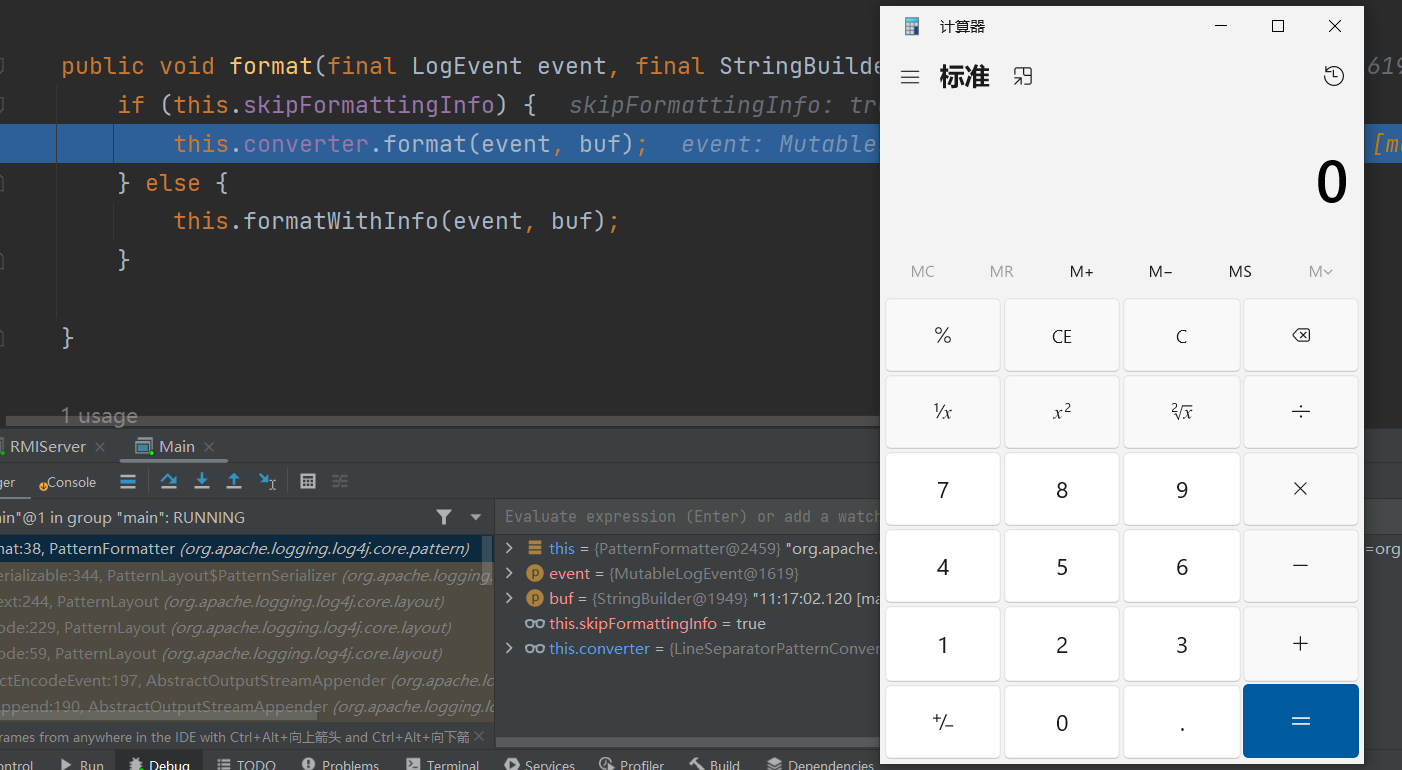 public void format(final LogEvent event, final StringBuilde
619
if (this.skipFormattingInfo) { skipFormattingInfo: tr
this.converter.format(event, buf); event: Mutable
[m
} else {
this.formatWithInfo(event, buf);
}
}
1 usage
RMIServer
Main
ger
Console
in"@1 in group "main": RUNNING
mat:38, PatternFormatter (org.apache.logging.log4j.core.pattern)
erializable:344, PatternLayout$PatternSerializer (org.apache.logging.
ext:244, PatternLayout (org.apache.logging.log4j.core.layout)
ode:229, PatternLayout (org.apache.logging.log4j.core.layout)
ode:59, PatternLayout (org.apache.logging.log4j.core.layout)
ctEncodeEvent:197, AbstractOutputStreamAppender (org.apache.lo
ppend:190, AbstractOutputStreamAppender (org.apache.logging.lo
rames from anywhere in the IDE with Ctrl+Alt+向上箭头 and Ctrl+Alt+向下箭
Evaluate expression (Enter) or add a watch
this = {PatternFormatter@2459} "org.apache.
=org
event = {MutableLogEvent@1619}
buf = {StringBuilder@1949} "11:17:02.120 [ma
this.skipFormattingInfo = true
this.converter = {LineSeparatorPatternConver
ontrol
Run
Debug
TODO
Problems
Terminal
Services
Profiler
Build
Dependencies
计算器
标准
0
MC MR M+ M− MS M
% CE C
¹/x x² ²√x ÷
7 8 9 ×
4 5 6 −
1 2 3 +
+/− 0 . =